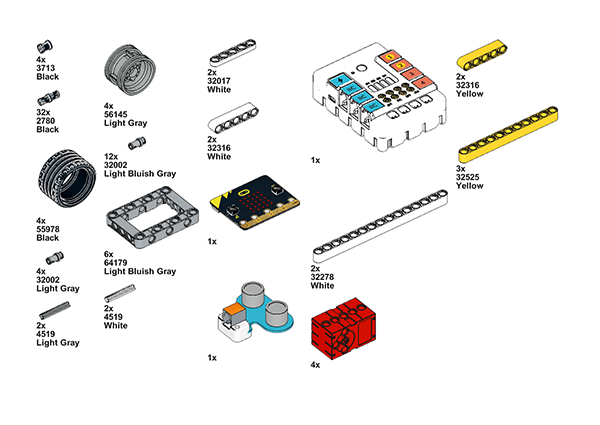 4x
3713
Black
32x
2780
Black
4x
55978
Black
4x
32002
Light Gray
2x
4519
Light Gray
4x
56145
Light Gray
12x
32002
Light Bluish Gray
6x
64179
Light Bluish Gray
2x
4519
White
2x
32017
White
2x
32316
White
1x
1x
1x
2x
32278
White
4x
2x
32316
Yellow
3x
32525
Yellow